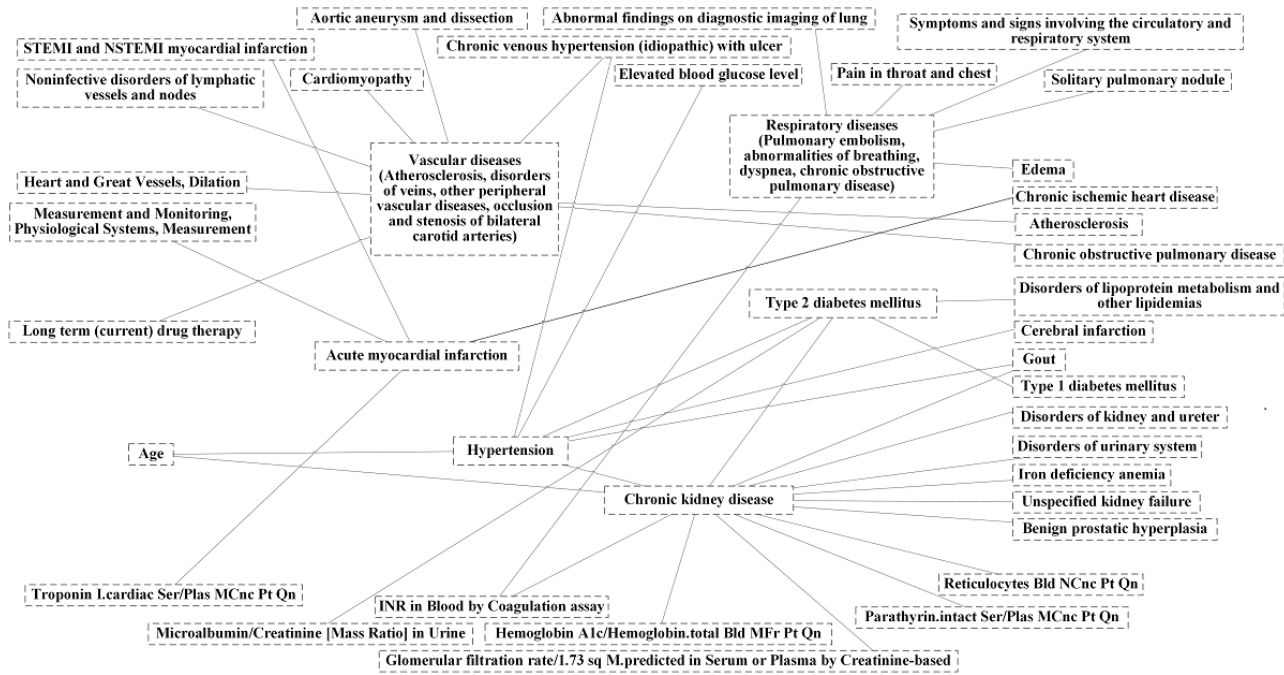 Aortic aneurysm and dissection
Abnormal findings on diagnostic imaging of lung
Symptoms and signs involving the circulatory and
respiratory system
STEMI and NSTEMI myocardial infarction
Chronic venous hypertension (idiopathic) with ulcer
Noninfective disorders of lymphatic
vessels and nodes
Cardiomyopathy
Elevated blood glucose level
Pain in throat and chest
Solitary pulmonary nodule
Vascular diseases
(Atherosclerosis, disorders
of veins, other peripheral
vascular diseases, occlusion
and stenosis of bilateral
carotid arteries)
Respiratory diseases
(Pulmonary embolism,
abnormalities of breathing,
dyspnea, chronic obstructive
pulmonary disease)
Edema
Heart and Great Vessels, Dilation
Chronic ischemic heart disease
Measurement and Monitoring,
Physiological Systems, Measurement
Atherosclerosis
Chronic obstructive pulmonary disease
Type 2 diabetes mellitus
Disorders of lipoprotein metabolism and
other lipidemias
Long term (current) drug therapy
Cerebral infarction
Acute myocardial infarction
Gout
Type 1 diabetes mellitus
Disorders of kidney and ureter
Age
Hypertension
Disorders of urinary system
Iron deficiency anemia
Chronic kidney disease
Unspecified kidney failure
Benign prostatic hyperplasia
Reticulocytes Bld NCnc Pt Qn
Troponin I.cardiac Ser/Plas MCnc Pt Qn
INR in Blood by Coagulation assay
Parathyrin.intact Ser/Plas MCnc Pt Qn
Microalbumin/Creatinine [Mass Ratio] in Urine
Hemoglobin A1c/Hemoglobin.total Bld MFr Pt Qn
Glomerular filtration rate/1.73 sq M.predicted in Serum or Plasma by Creatinine-based